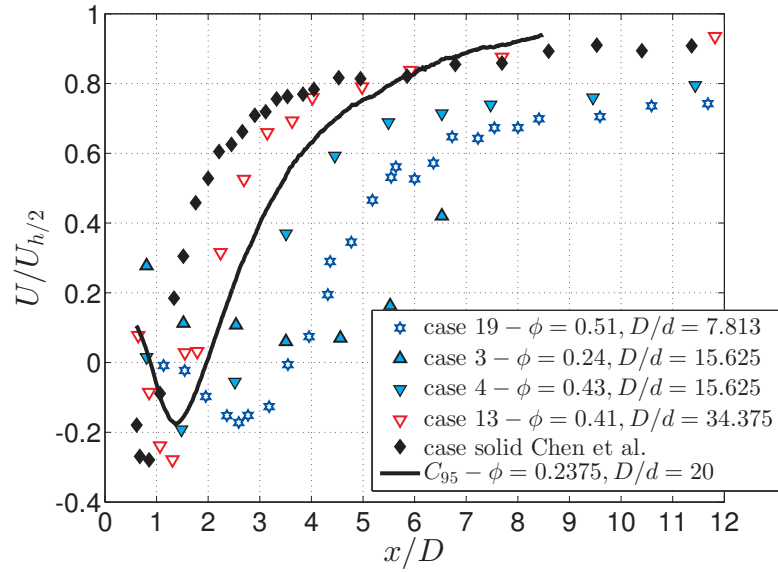 1
0.8
0.6
0.4
0.2
0
-0.2
-0.4
U/U_{h/2}
0 1 2 3 4 5 6 7 8 9 10 11 12
x/D
case 19 − ϕ = 0.51, D/d = 7.813
case 3 − ϕ = 0.24, D/d = 15.625
case 4 − ϕ = 0.43, D/d = 15.625
case 13 − ϕ = 0.41, D/d = 34.375
case solid Chen et al.
C_{95} − ϕ = 0.2375, D/d = 20